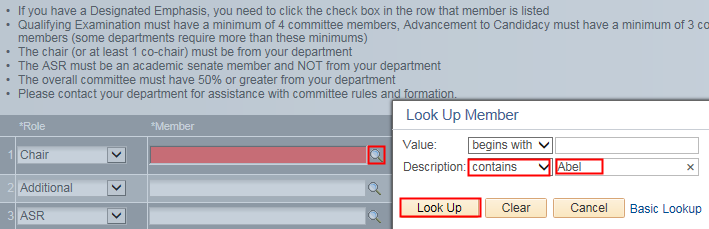 • If you have a Designated Emphasis, you need to click the check box in the row that member is listed
• Qualifying Examination must have a minimum of 4 committee members, Advancement to Candidacy must have a minimum of 3 co
members (some departments require more than these minimums)
• The chair (or at least 1 co-chair) must be from your department
• The ASR must be an academic senate member and NOT from your department
• The overall committee must have 50% or greater from your department
• Please contact your department for assistance with committee rules and formation.
*Role *Member
1 Chair
2 Additional
3 ASR
Look Up Member
Value: begins with
Description: contains Abel ×
Look Up Clear Cancel Basic Lookup